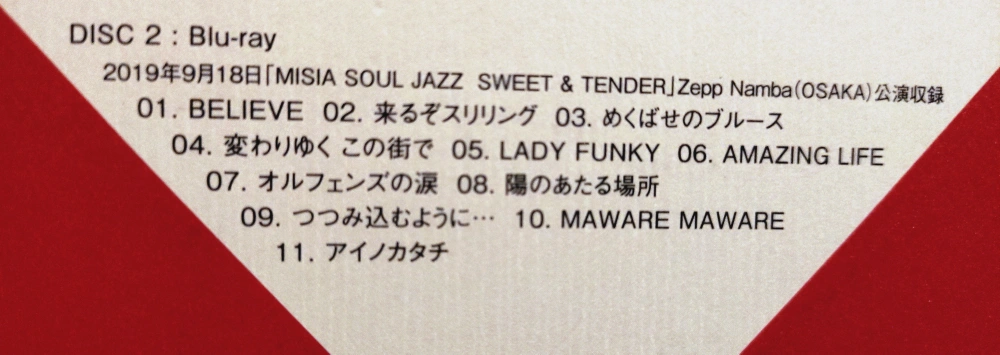 DISC 2 : Blu-ray
2019年9月18日「MISIA SOUL JAZZ SWEET & TENDER」Zepp Namba(OSAKA)公演収録
01. BELIEVE 02. 来るぞスリリング 03. めくばせのブルース
04. 変わりゆく この街で 05. LADY FUNKY 06. AMAZING LIFE
07. オルフェンズの涙 08. 陽のあたる場所
09. つつみ込むように… 10. MAWARE MAWARE
11. アイノカタチ